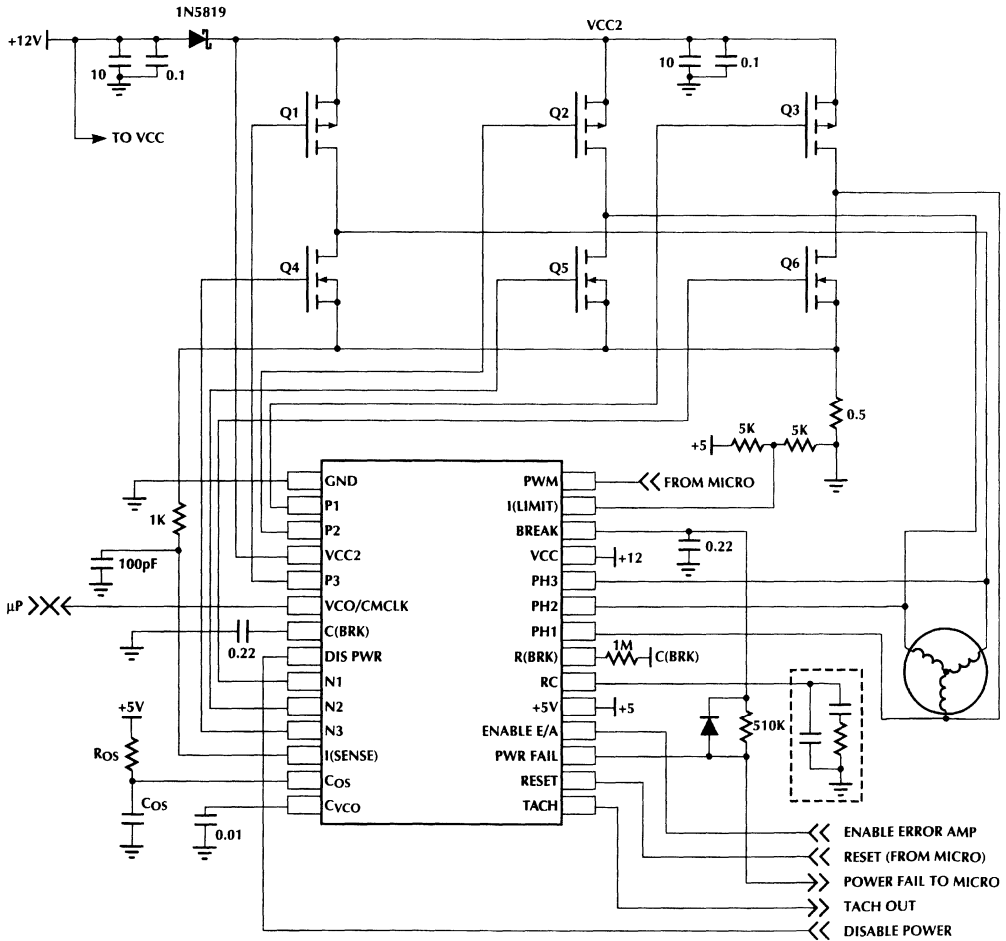 1N5819
+12V
VCC2
10
0.1
10
0.1
TO VCC
Q1
Q2
Q3
Q4
Q5
Q6
0.5
+5
5K
5K
GND
P1
P2
VCC2
P3
VCO/CMCLK
C(BRK)
DIS PWR
N1
N2
N3
I(SENSE)
COS
CVCO
PWM
I(LIMIT)
BREAK
VCC
PH3
PH2
PH1
R(BRK)
RC
+5V
ENABLE E/A
PWR FAIL
RESET
TACH
FROM MICRO
1K
100pF
µP
0.22
+5V
ROS
COS
0.01
0.22
+12
1M
C(BRK)
+5
510K
ENABLE ERROR AMP
RESET (FROM MICRO)
POWER FAIL TO MICRO
TACH OUT
DISABLE POWER